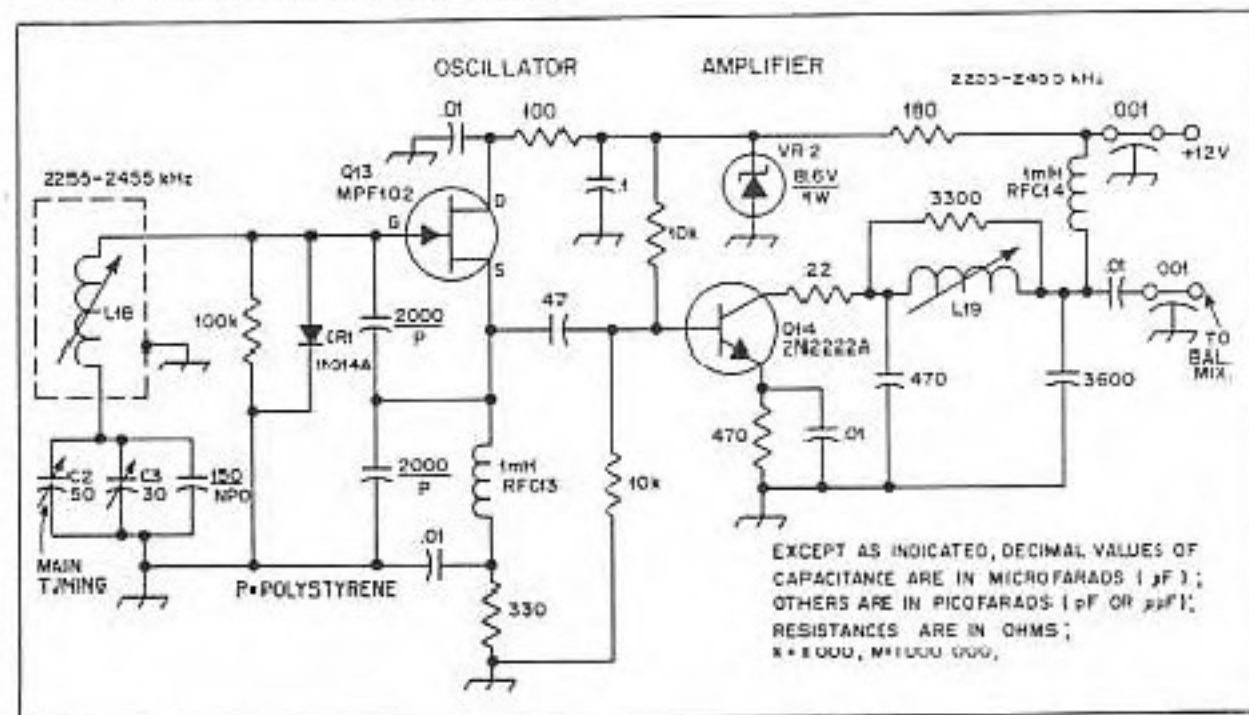 OSCILLATOR
AMPLIFIER
2255-2455 kHz
.01
100
180
.001
+12V
Q13
MPF102
VR2
8.6V
1W
1mH
RFC14
2255-2455 kHz
D
G
S
.1
10k
3300
L18
100k
CR1
1N914A
2000
P
47
22
L19
.01
.001
TO
BAL.
MIX.
Q14
2N2222A
470
3600
2000
P
1mH
RFC13
10k
470
.01
C2
50
C3
30
150
NPO
MAIN
TUNING
.01
P=POLYSTYRENE
330
EXCEPT AS INDICATED, DECIMAL VALUES OF
CAPACITANCE ARE IN MICROFARADS (µF);
OTHERS ARE IN PICOFARADS (pF OR µµF);
RESISTANCES ARE IN OHMS;
K=1000, M=1000 000.